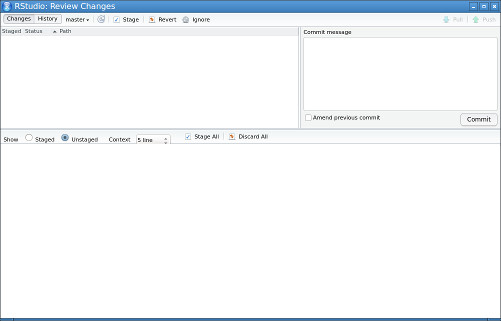 RStudio: Review Changes
Changes History master Stage Revert Ignore Pull Push
Staged Status Path
Commit message
Amend previous commit
Commit
Show Staged Unstaged Context 5 line Stage All Discard All